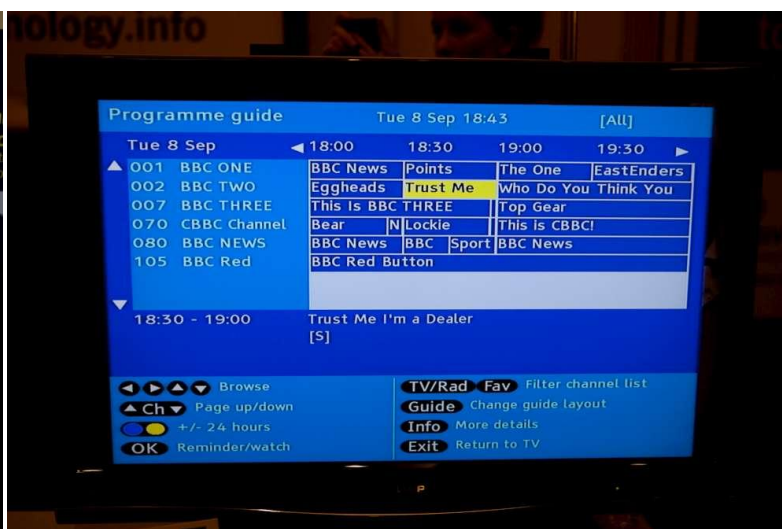 nology.info
Programme guide Tue 8 Sep 18:43 [All]
Tue 8 Sep 18:00 18:30 19:00 19:30
001 BBC ONE BBC News Points The One EastEnders
002 BBC TWO Eggheads Trust Me Who Do You Think You
007 BBC THREE This Is BBC THREE Top Gear
070 CBBC Channel Bear N Lockie This is CBBC!
080 BBC NEWS BBC News BBC Sport BBC News
105 BBC Red BBC Red Button
18:30 - 19:00 Trust Me I'm a Dealer
[S]
Browse TV/Rad Fav Filter channel list
Ch Page up/down Guide Change guide layout
+/- 24 hours Info More details
OK Reminder/watch Exit Return to TV
P